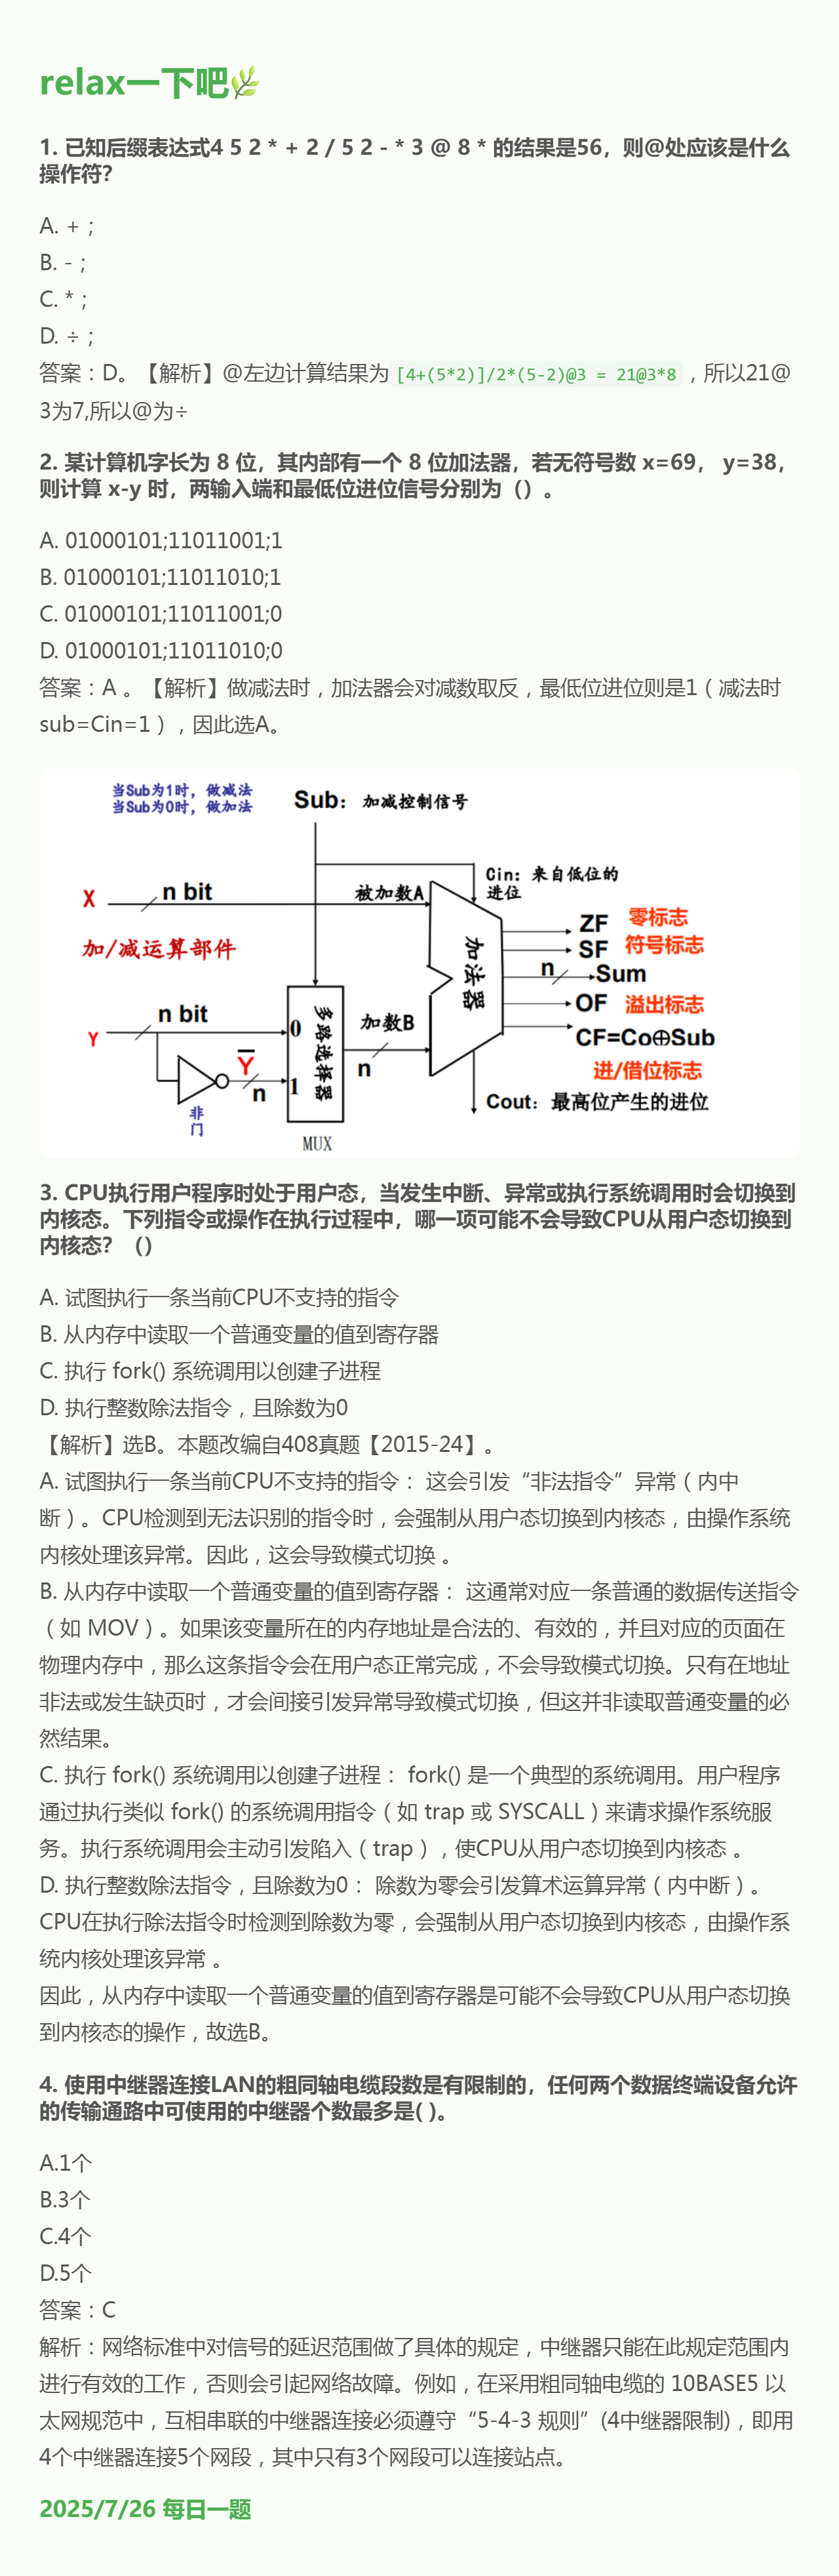 relax一下吧🌿
1. 已知后缀表达式4 5 2 * + 2 / 5 2 - * 3 @ 8 * 的结果是56，则@处应该是什么
操作符？
A. +；
B. -；
C. *；
D. ÷；
答案：D。【解析】@左边计算结果为 [4+(5*2)]/2*(5-2)@3 = 21@3*8 ，所以21@
3为7,所以@为÷
2. 某计算机字长为 8 位，其内部有一个 8 位加法器，若无符号数 x=69， y=38，
则计算 x-y 时，两输入端和最低位进位信号分别为（）。
A. 01000101;11011001;1
B. 01000101;11011010;1
C. 01000101;11011001;0
D. 01000101;11011010;0
答案：A 。【解析】做减法时，加法器会对减数取反，最低位进位则是1（减法时
sub=Cin=1），因此选A。
当Sub为1时，做减法
当Sub为0时，做加法
Sub：加减控制信号
Cin：来自低位的
进位
X
n bit
被加数A
ZF 零标志
加/减运算部件
SF 符号标志
加法器
n
Sum
n bit
加数B
OF 溢出标志
Y
0
多路选择器
CF=Co⊕Sub
Y
n
1
n
进/借位标志
非门
Cout：最高位产生的进位
MUX
3. CPU执行用户程序时处于用户态，当发生中断、异常或执行系统调用时会切换到
内核态。下列指令或操作在执行过程中，哪一项可能不会导致CPU从用户态切换到
内核态？（）
A. 试图执行一条当前CPU不支持的指令
B. 从内存中读取一个普通变量的值到寄存器
C. 执行 fork() 系统调用以创建子进程
D. 执行整数除法指令，且除数为0
【解析】选B。本题改编自408真题【2015-24】。
A. 试图执行一条当前CPU不支持的指令： 这会引发“非法指令”异常（内中
断）。CPU检测到无法识别的指令时，会强制从用户态切换到内核态，由操作系统
内核处理该异常。因此，这会导致模式切换 。
B. 从内存中读取一个普通变量的值到寄存器： 这通常对应一条普通的数据传送指令
（如 MOV）。如果该变量所在的内存地址是合法的、有效的，并且对应的页面在
物理内存中，那么这条指令会在用户态正常完成，不会导致模式切换。只有在地址
非法或发生缺页时，才会间接引发异常导致模式切换，但这并非读取普通变量的必
然结果。
C. 执行 fork() 系统调用以创建子进程： fork() 是一个典型的系统调用。用户程序
通过执行类似 fork() 的系统调用指令（如 trap 或 SYSCALL）来请求操作系统服
务。执行系统调用会主动引发陷入（trap），使CPU从用户态切换到内核态 。
D. 执行整数除法指令，且除数为0： 除数为零会引发算术运算异常（内中断）。
CPU在执行除法指令时检测到除数为零，会强制从用户态切换到内核态，由操作系
统内核处理该异常 。
因此，从内存中读取一个普通变量的值到寄存器是可能不会导致CPU从用户态切换
到内核态的操作，故选B。
4. 使用中继器连接LAN的粗同轴电缆段数是有限制的，任何两个数据终端设备允许
的传输通路中可使用的中继器个数最多是( )。
A.1个
B.3个
C.4个
D.5个
答案：C
解析：网络标准中对信号的延迟范围做了具体的规定，中继器只能在此规定范围内
进行有效的工作，否则会引起网络故障。例如，在采用粗同轴电缆的 10BASE5 以
太网规范中，互相串联的中继器连接必须遵守“5-4-3 规则”(4中继器限制)，即用
4个中继器连接5个网段，其中只有3个网段可以连接站点。
2025/7/26 每日一题